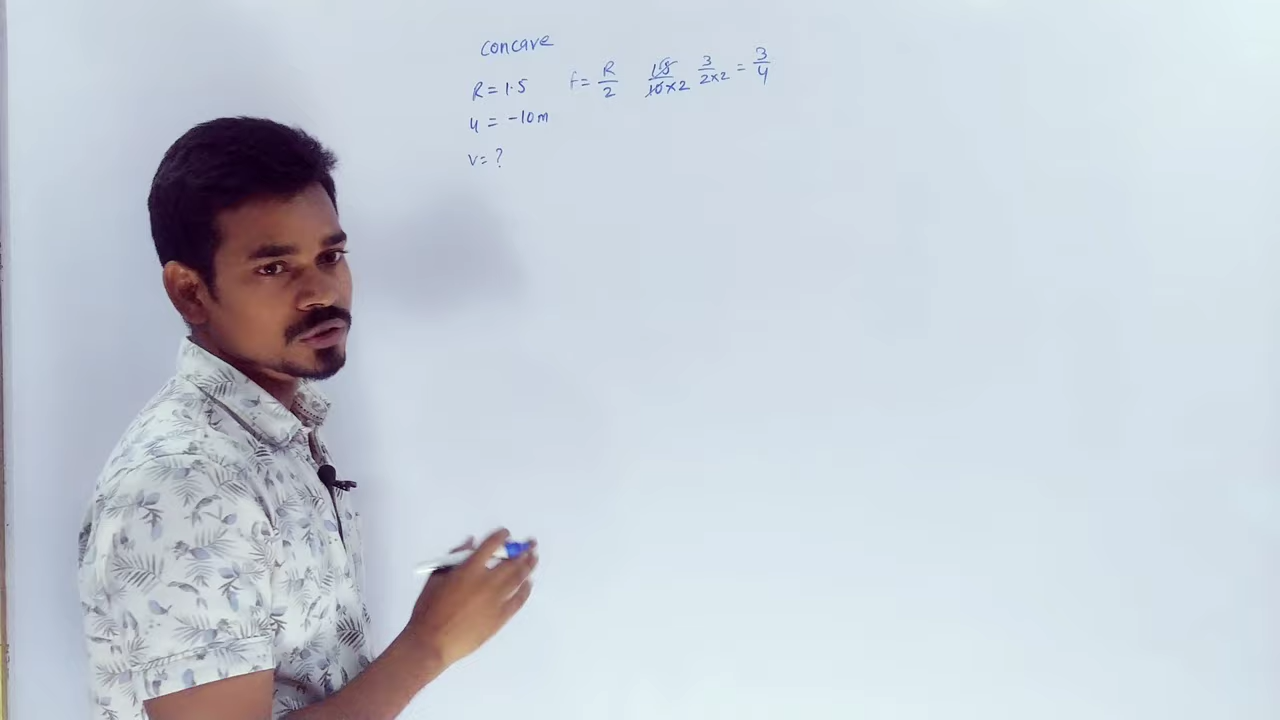 concave
R = 1.5 f = R/2 15/10×2 3/2×2 = 3/4
u = -10m
v = ?